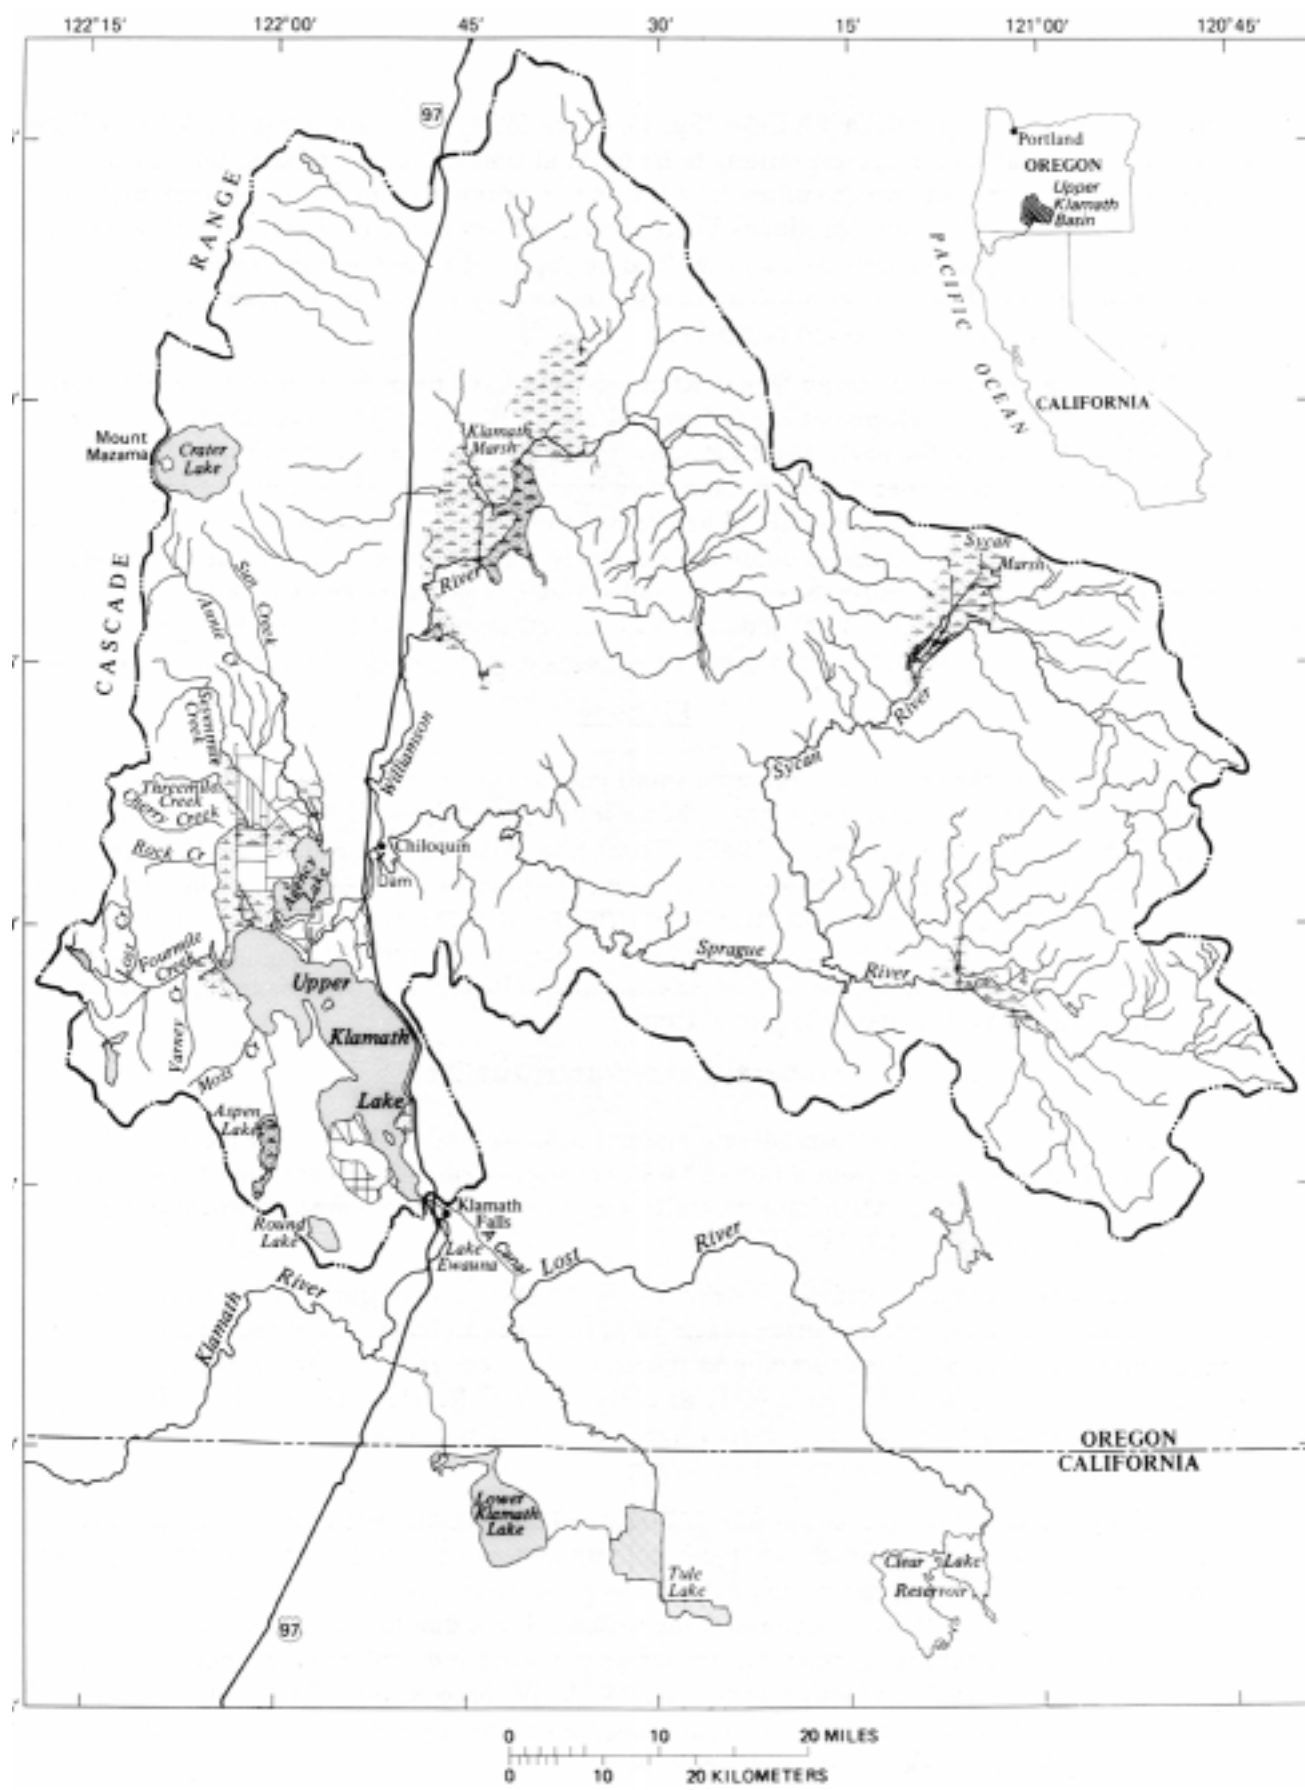 122°15'
122°00'
45'
30'
15'
121°00'
120°45'
97
Portland
OREGON
Upper
Klamath
Basin
PACIFIC OCEAN
CALIFORNIA
RANGE
CASCADE
Mount
Mazama
Crater
Lake
Klamath
Marsh
River
Williamson
Sun Creek
Annie Cr
Sevenmile
Creek
Threemile
Creek
Cherry Creek
Rock Cr
Agency
Lake
Chiloquin
Dam
Sycan
Marsh
River
Sycan
Sprague
River
Lost Cr
Fourmile
Creek
Varney Cr
Moss Cr
Upper
Klamath
Lake
Aspen
Lake
Round
Lake
Klamath
Falls
A Canal
Lake
Ewauna
Lost
River
Klamath
River
OREGON
CALIFORNIA
Lower
Klamath
Lake
Tule
Lake
Clear Lake
Reservoir
97
0 10 20 MILES
0 10 20 KILOMETERS